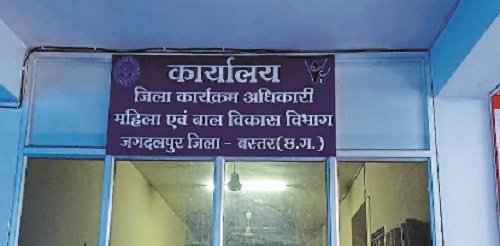 कार्यालय
जिला कार्यक्रम अधिकारी
महिला एवं बाल विकास विभाग
जगदलपुर जिला - बस्तर(छ.ग.)